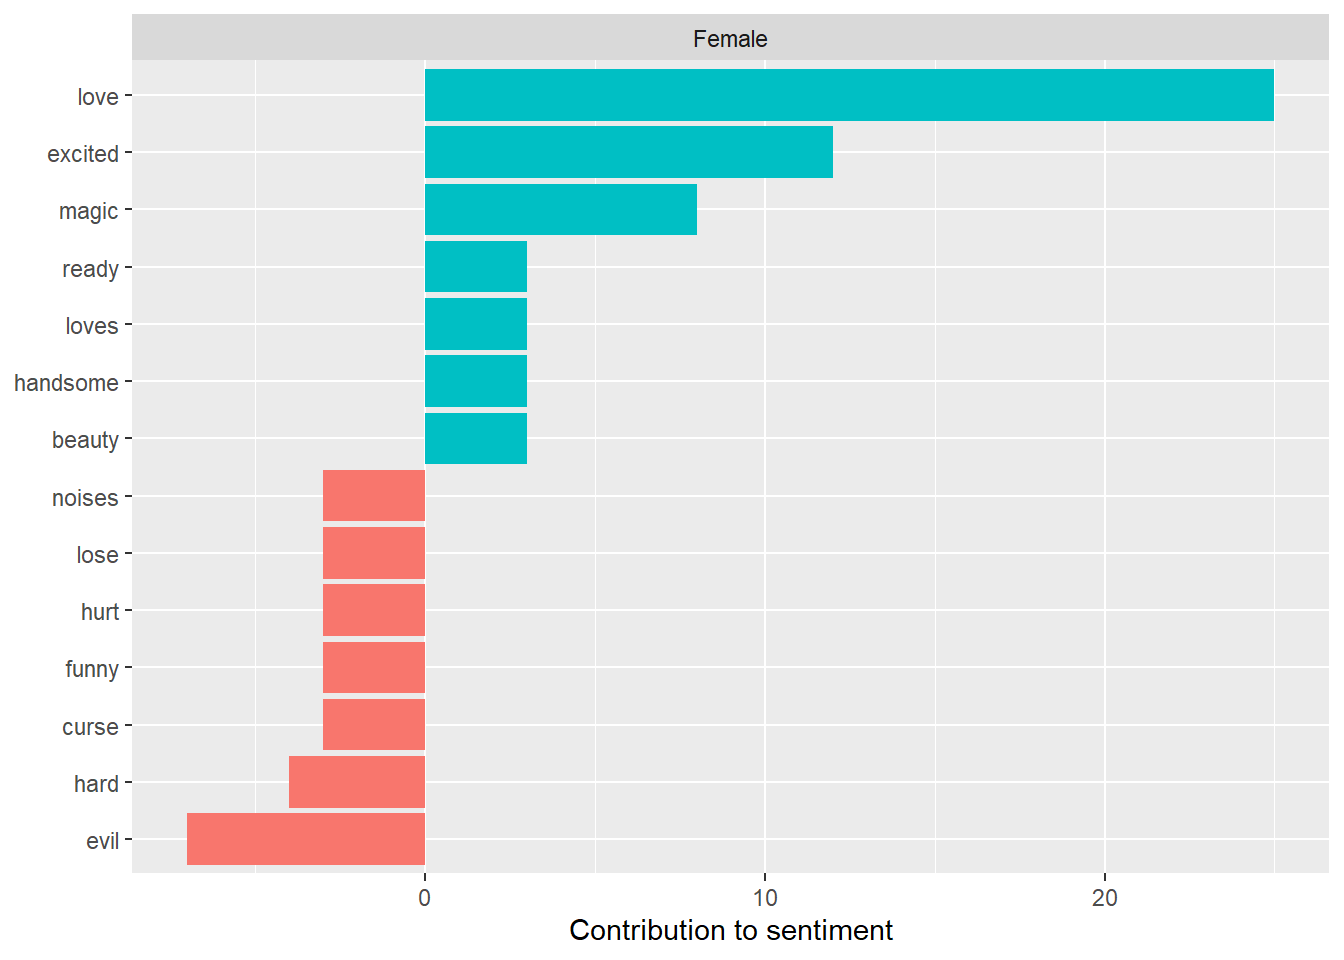 Female
love
excited
magic
ready
loves
handsome
beauty
noises
lose
hurt
funny
curse
hard
evil
0 10 20
Contribution to sentiment